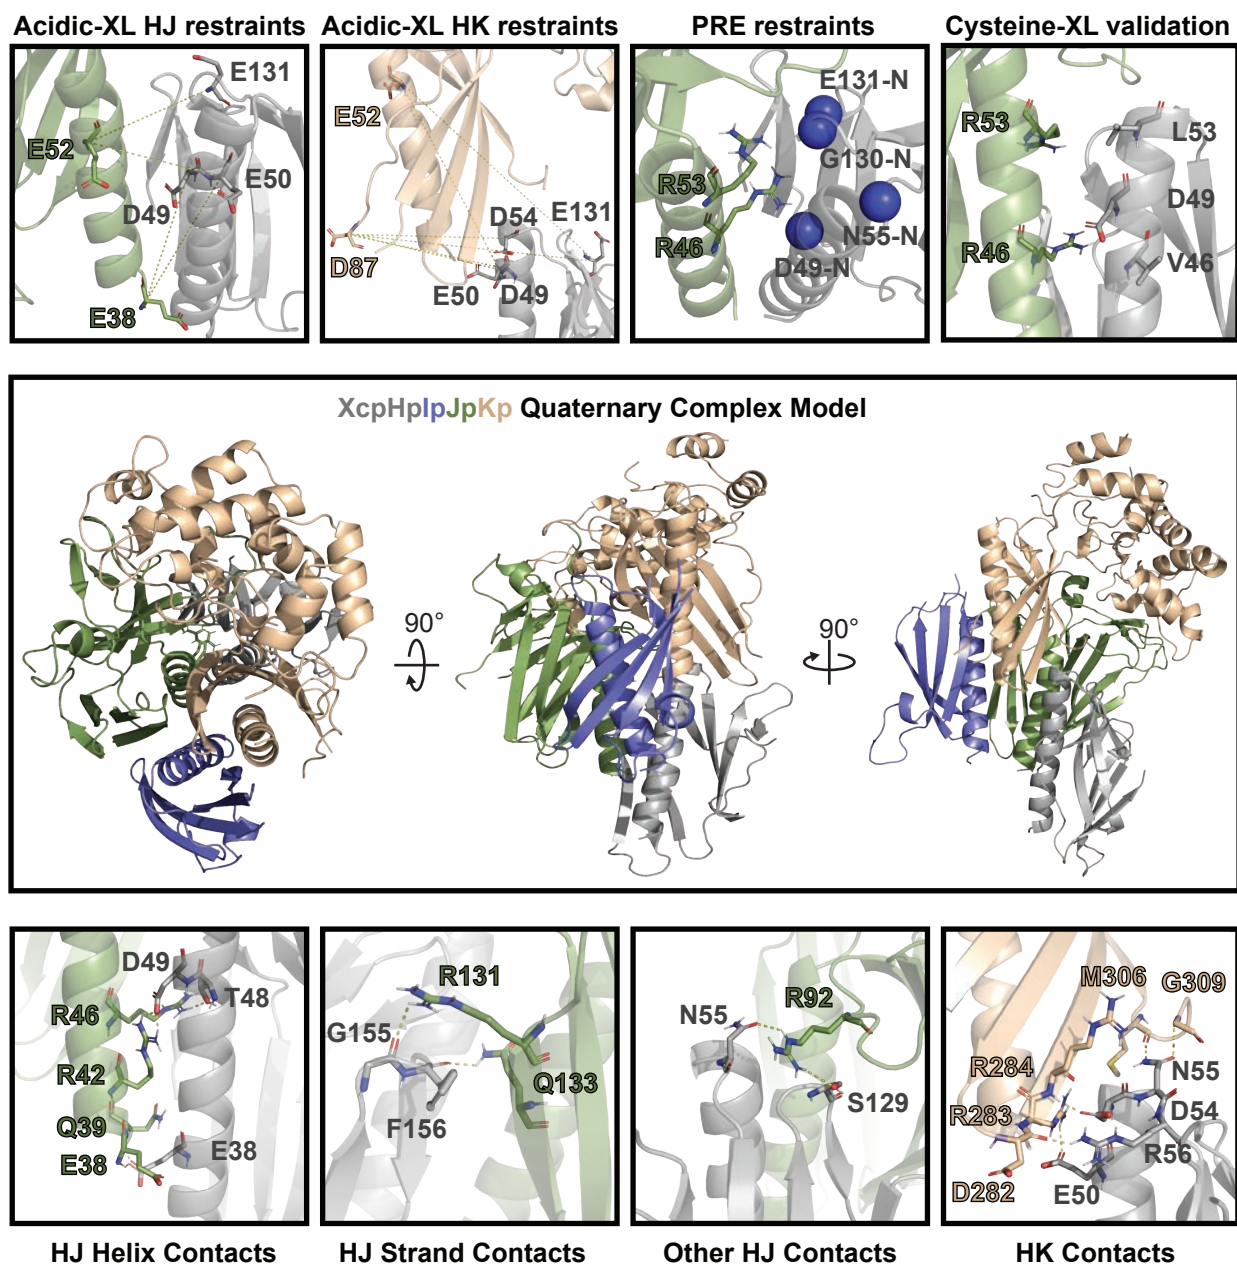 Acidic-XL HJ restraints
E131
E52
E50
D49
E38
Acidic-XL HK restraints
E52
D54
E131
D87
E50
D49
PRE restraints
E131-N
G130-N
R53
R46
N55-N
D49-N
Cysteine-XL validation
R53
L53
D49
R46
V46
XcpHpIpJpKp Quaternary Complex Model
90°
90°
D49
T48
R46
R42
Q39
E38
E38
HJ Helix Contacts
R131
G155
Q133
F156
HJ Strand Contacts
R92
N55
S129
Other HJ Contacts
M306
G309
R284
N55
R283
D54
R56
D282
E50
HK Contacts